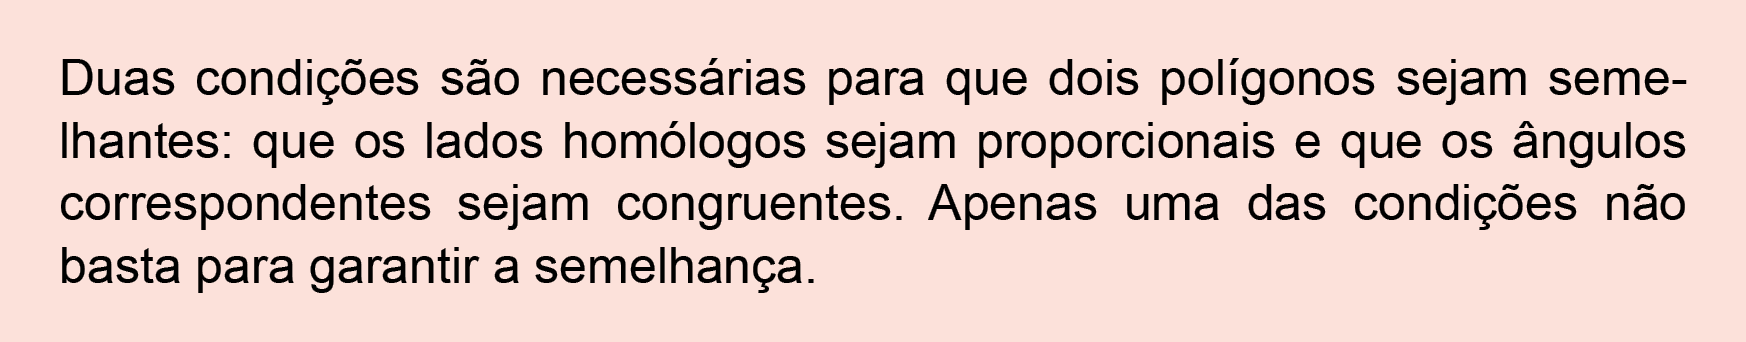 Duas condições são necessárias para que dois polígonos sejam seme-
lhantes: que os lados homólogos sejam proporcionais e que os ângulos
correspondentes sejam congruentes. Apenas uma das condições não
basta para garantir a semelhança.